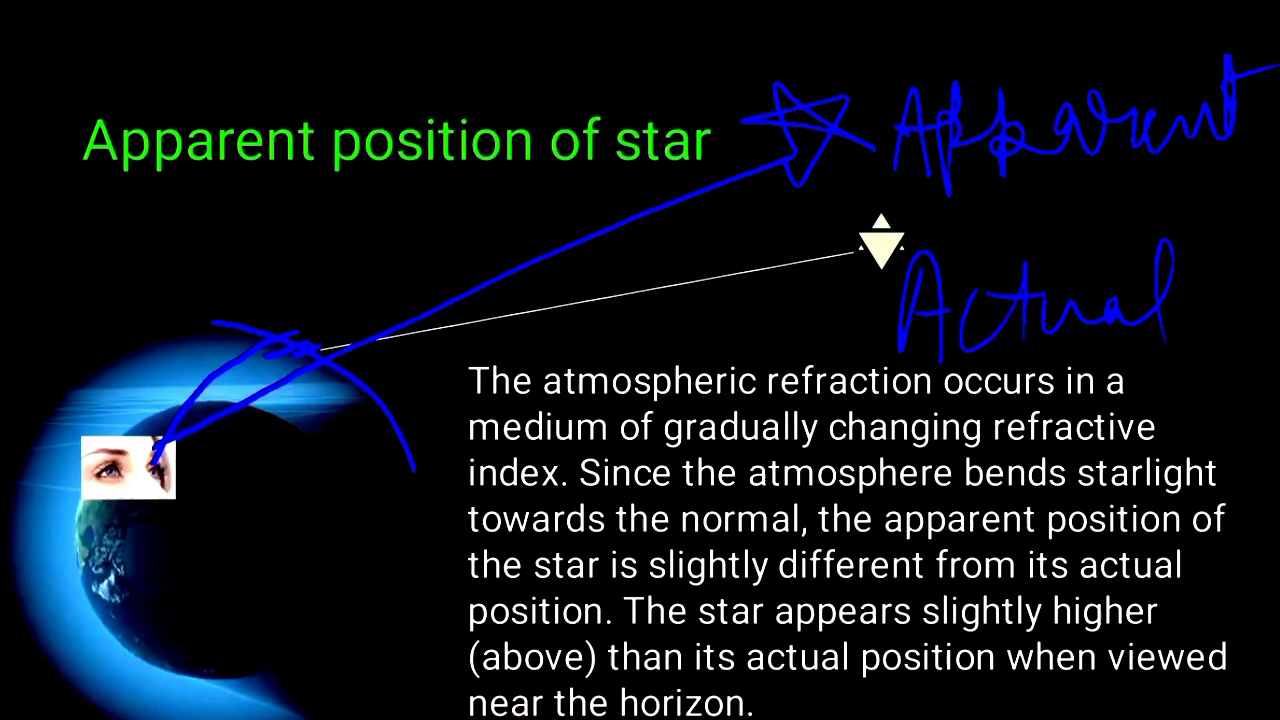 Apparent position of star
Apparant
Actual
The atmospheric refraction occurs in a
medium of gradually changing refractive
index. Since the atmosphere bends starlight
towards the normal, the apparent position of
the star is slightly different from its actual
position. The star appears slightly higher
(above) than its actual position when viewed
near the horizon.